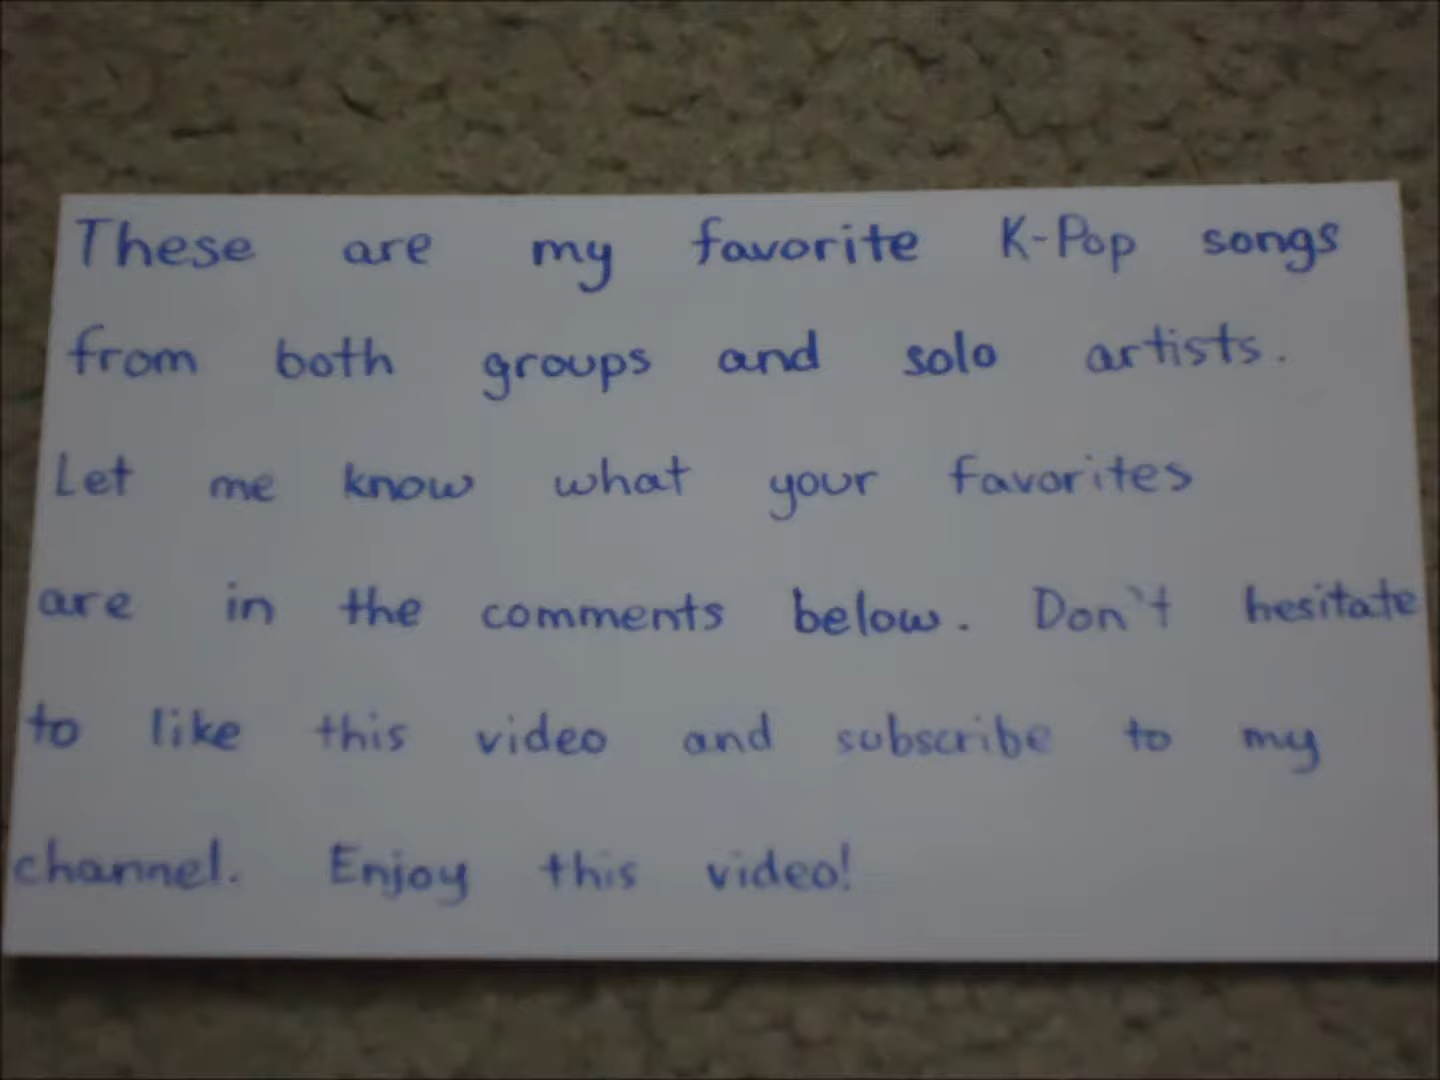 These are my favorite K-Pop songs
from both groups and solo artists.
Let me know what your favorites
are in the comments below. Don't hesitate
to like this video and subscribe to my
channel. Enjoy this video!